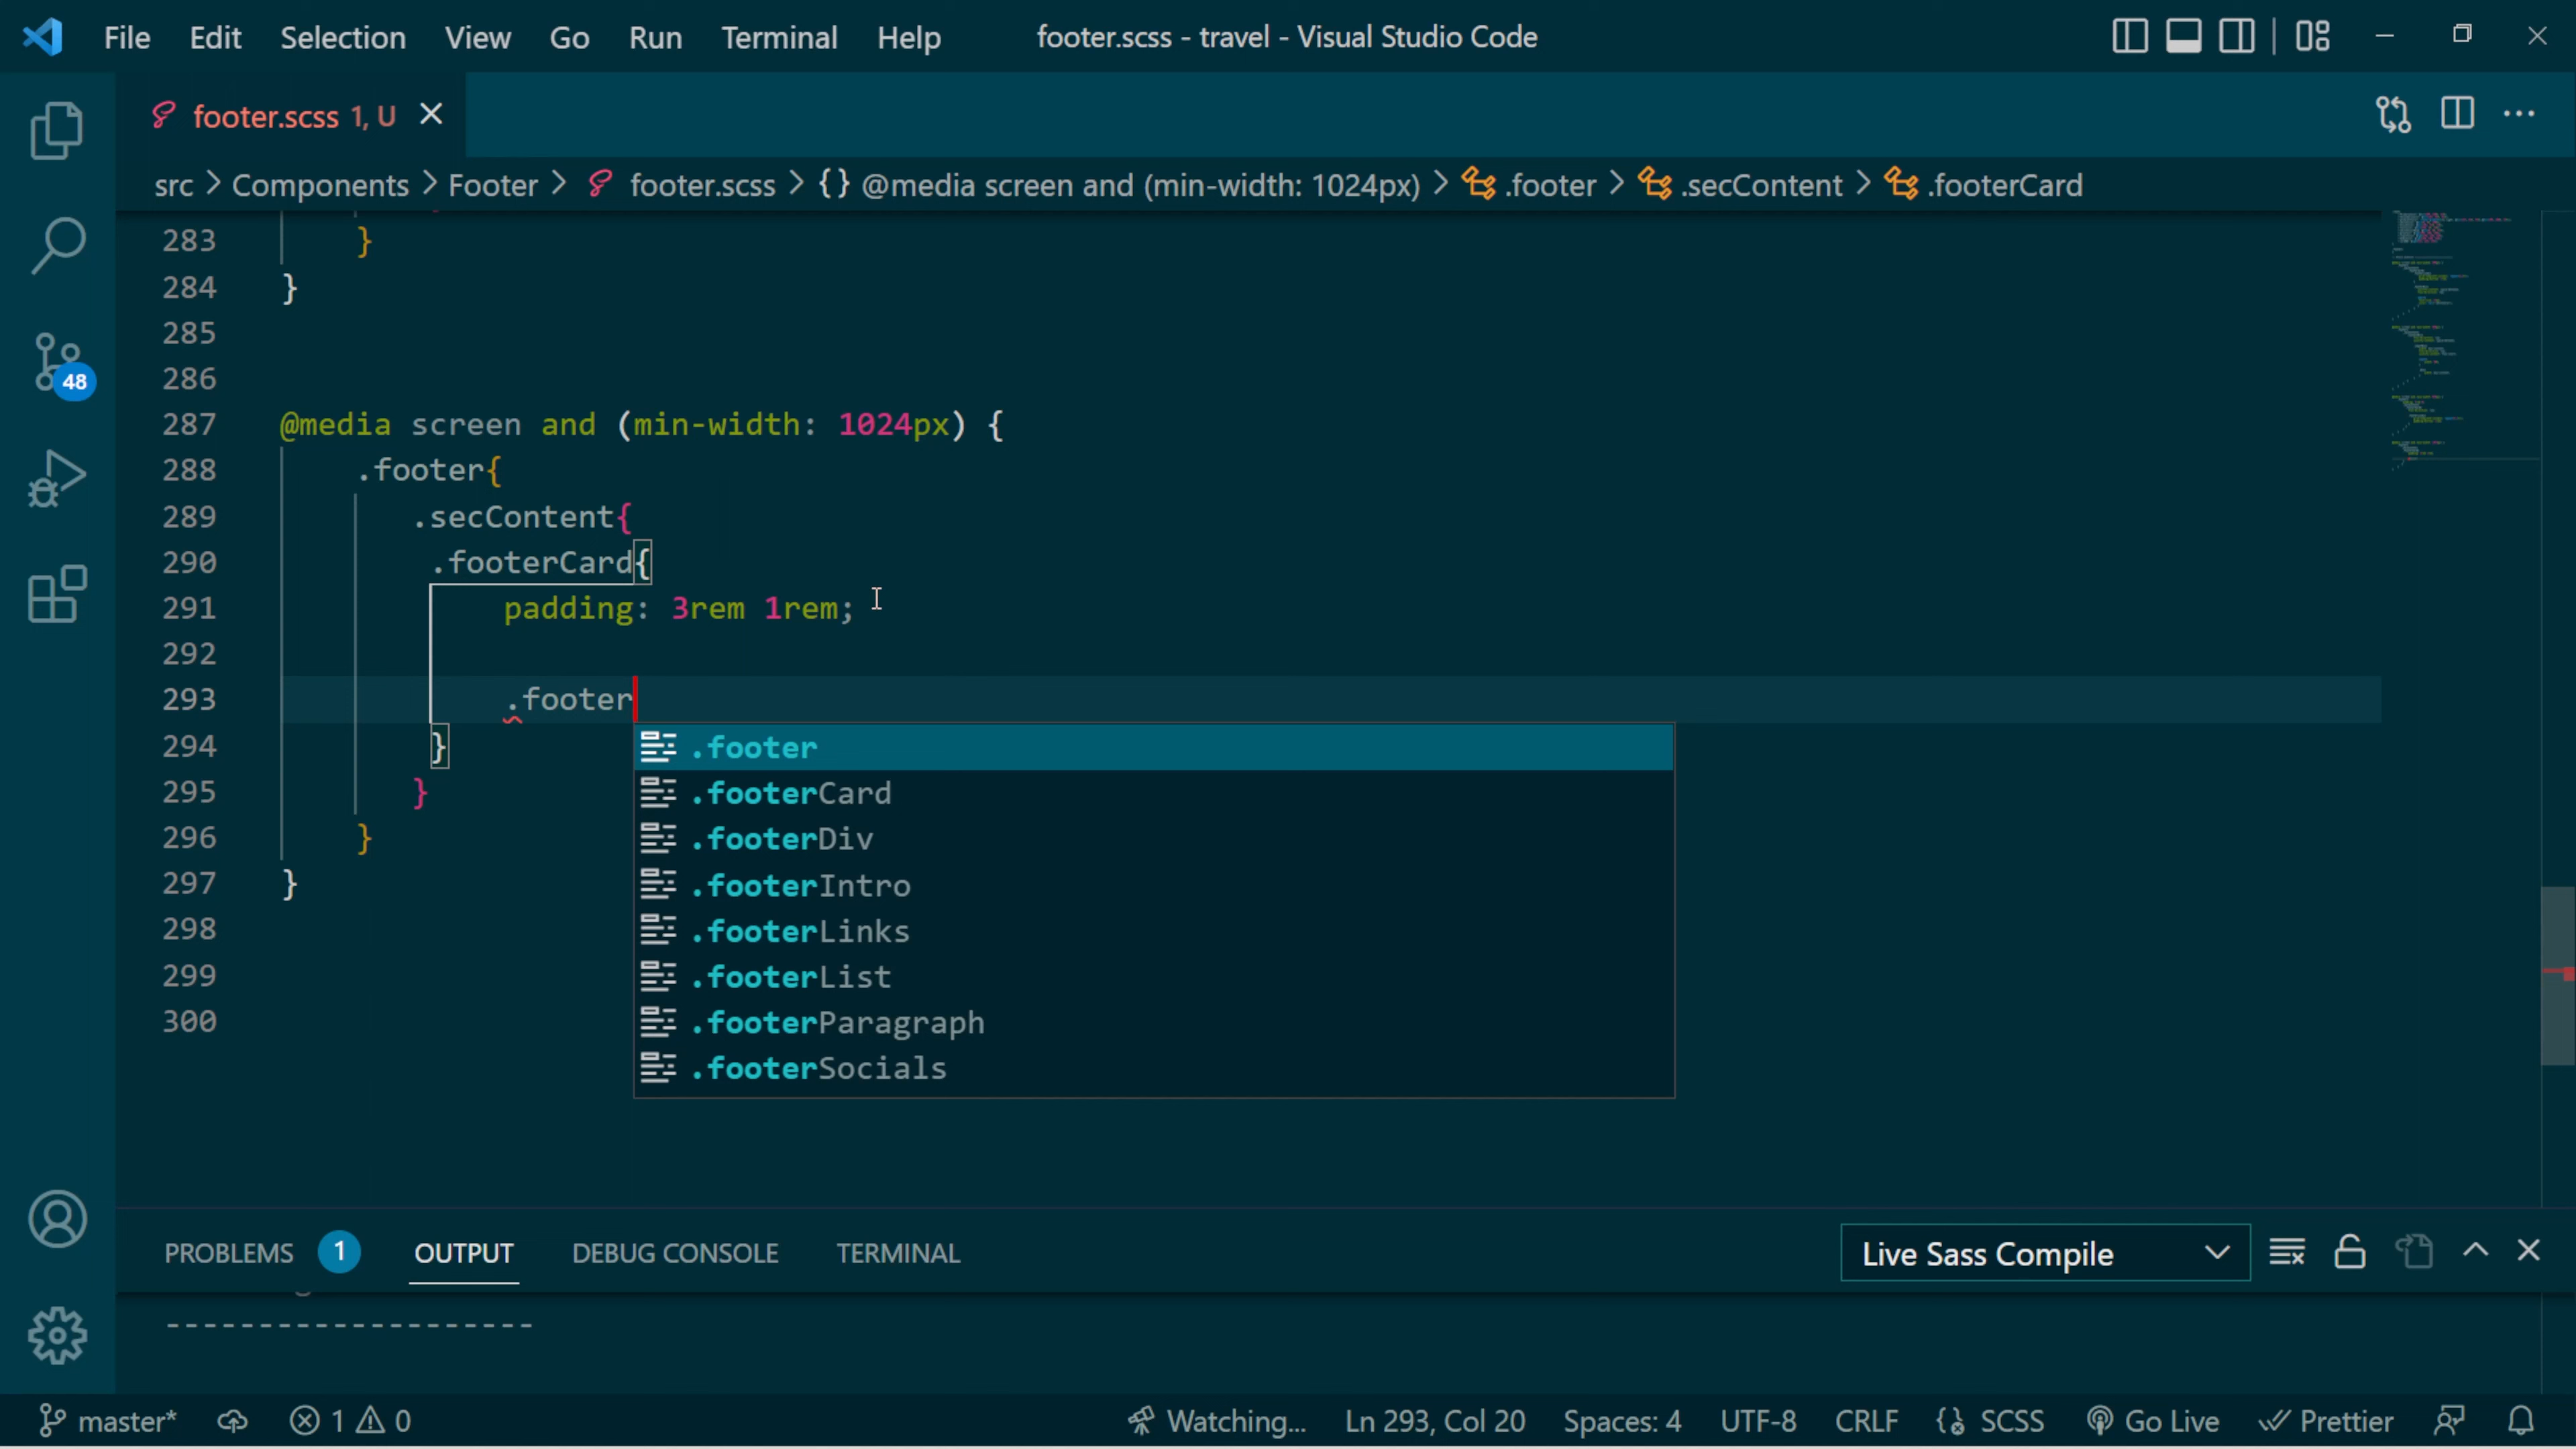 File Edit Selection View Go Run Terminal Help footer.scss - travel - Visual Studio Code
footer.scss 1, U
src > Components > Footer > footer.scss > {} @media screen and (min-width: 1024px) > .footer > .secContent > .footerCard
283 }
284 }
285
286
287 @media screen and (min-width: 1024px) {
288 .footer{
289 .secContent{
290 .footerCard{
291 padding: 3rem 1rem;
292
293 .footer
294 }
295 }
296 }
297 }
298
299
300
.footer
.footerCard
.footerDiv
.footerIntro
.footerLinks
.footerList
.footerParagraph
.footerSocials
48
PROBLEMS 1 OUTPUT DEBUG CONSOLE TERMINAL Live Sass Compile
--------------------
master* 1 0 Watching... Ln 293, Col 20 Spaces: 4 UTF-8 CRLF {} SCSS Go Live Prettier